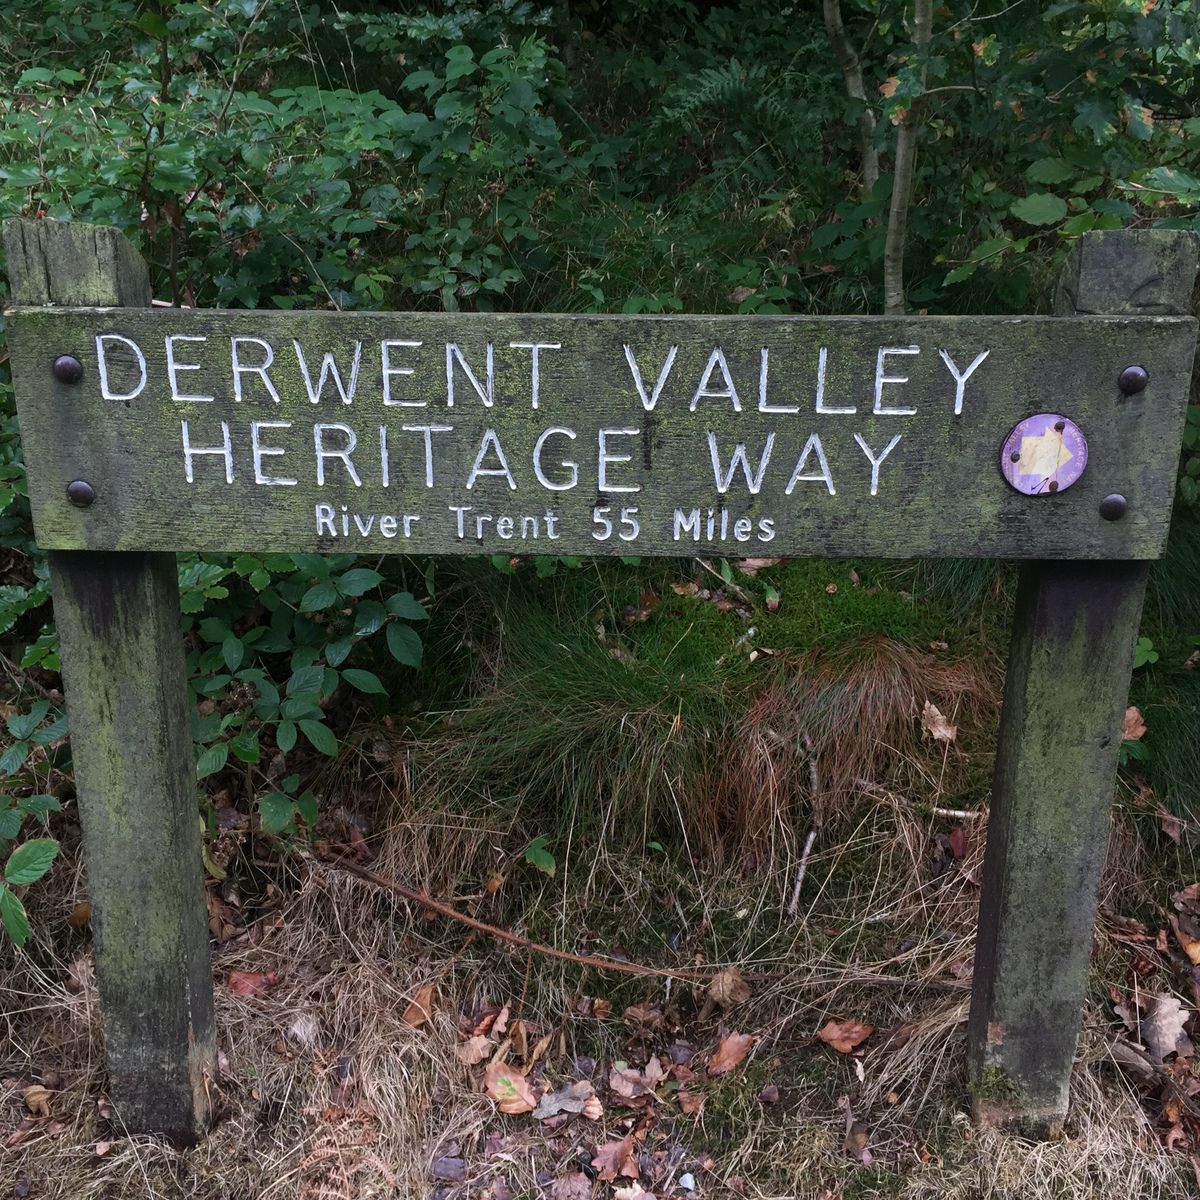 DERWENT VALLEY
HERITAGE WAY
River Trent 55 Miles